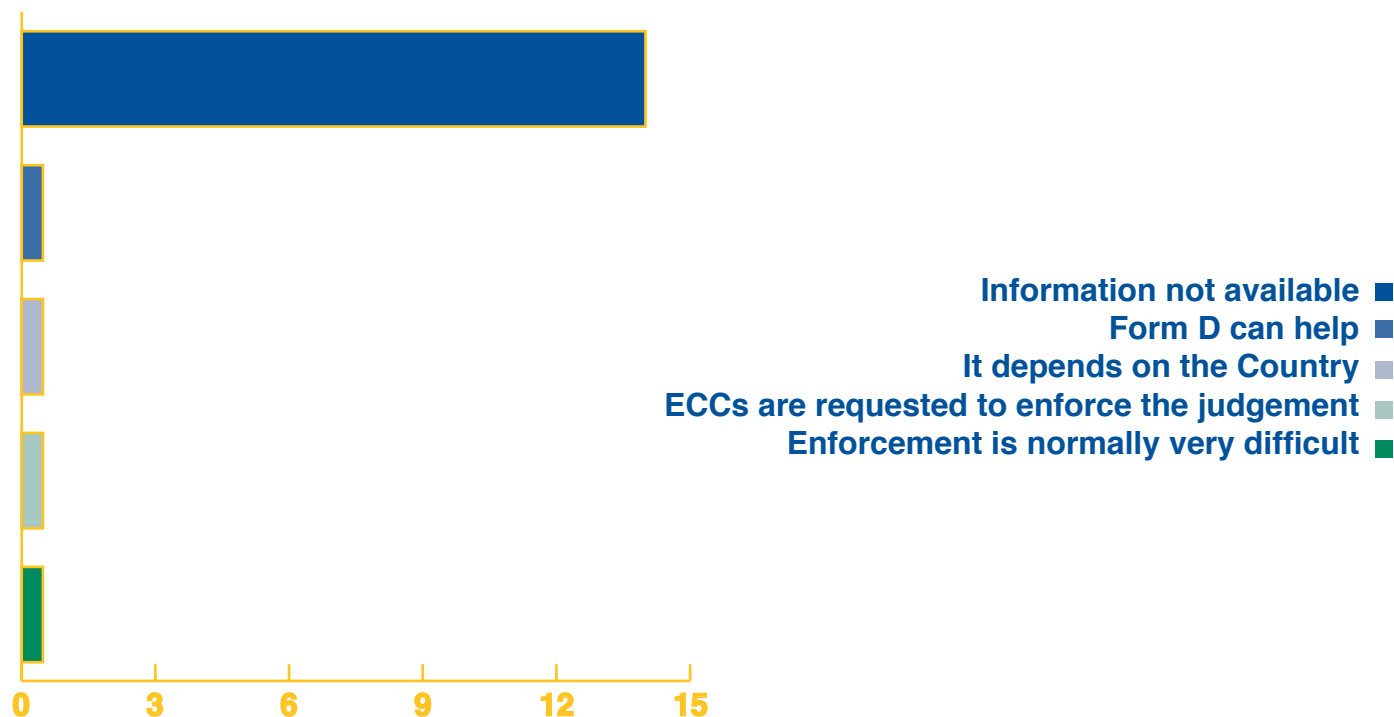 Information not available
Form D can help
It depends on the Country
ECCs are requested to enforce the judgement
Enforcement is normally very difficult
0 3 6 9 12 15